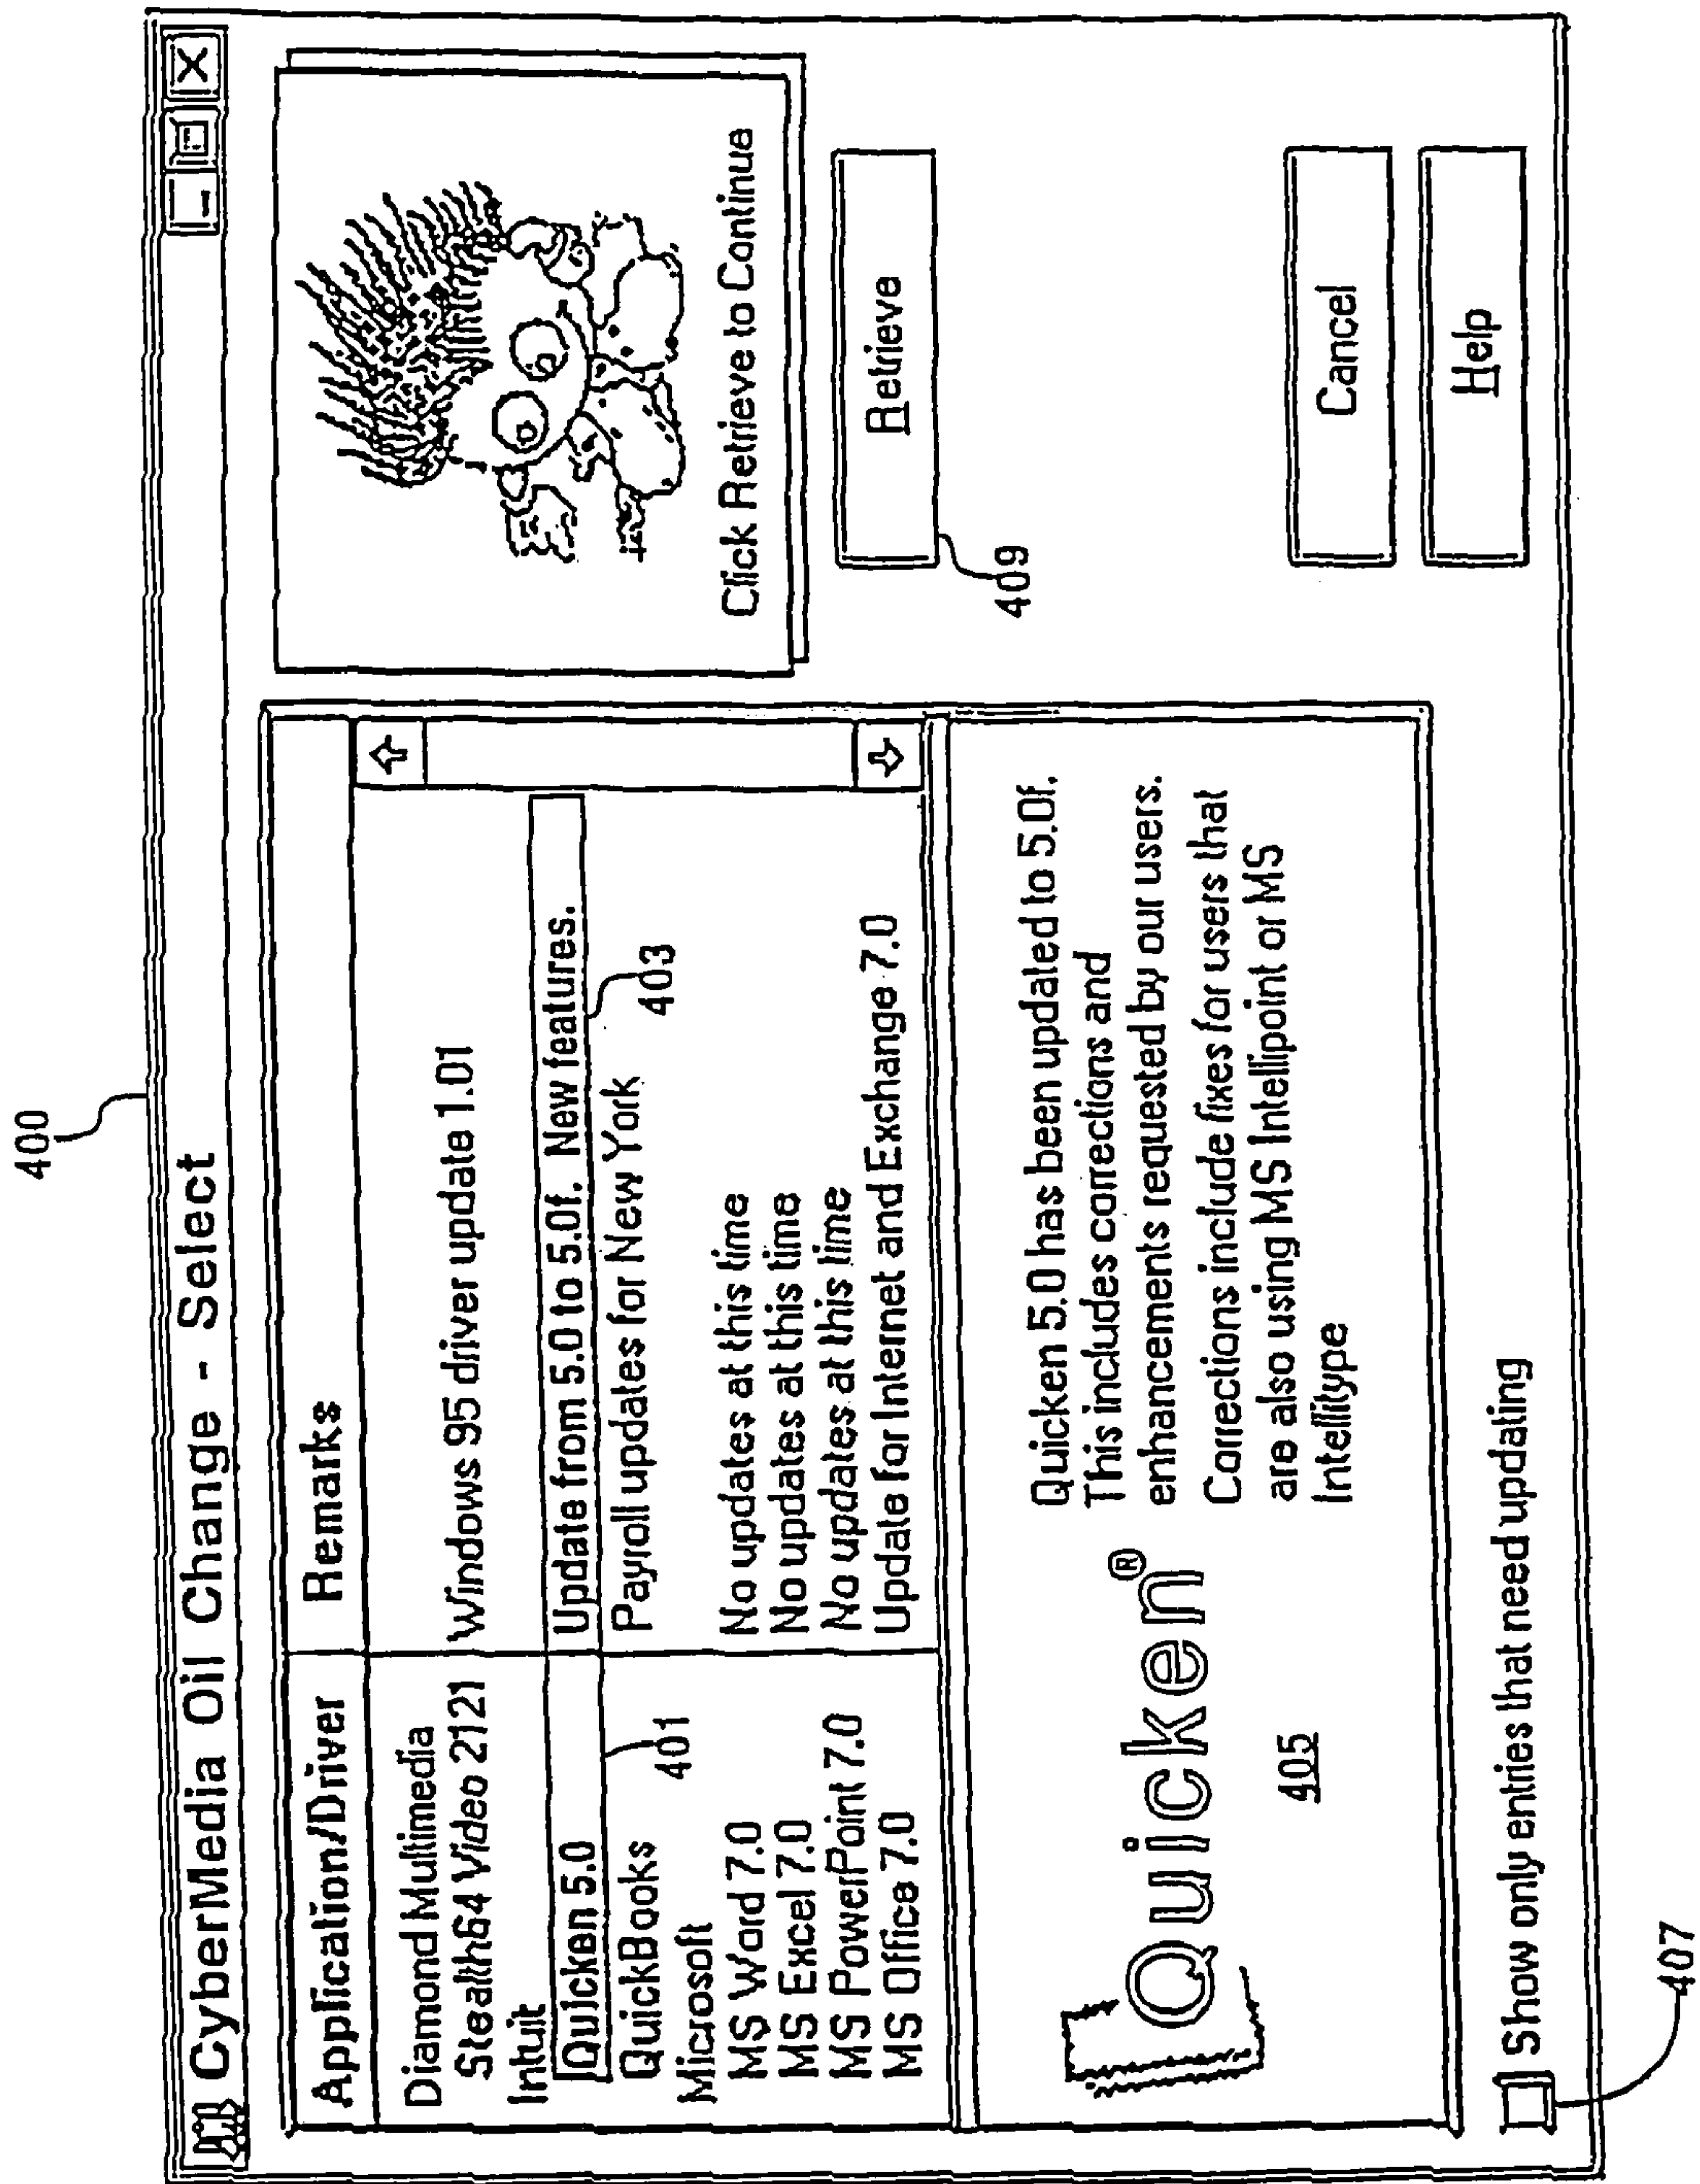 400
CyberMedia Oil Change - Select
Application/Driver Remarks
Diamond Multimedia
Stealth64 Video 2121 Windows 95 driver update 1.01
Intuit
Quicken 5.0 Update from 5.0 to 5.0f. New features.
QuickBooks Payroll updates for New York
401 403
Microsoft
MS Word 7.0 No updates at this time
MS Excel 7.0 No updates at this time
MS PowerPoint 7.0 No updates at this time
MS Office 7.0 Update for Internet and Exchange 7.0
Quicken®
405
Quicken 5.0 has been updated to 5.0f.
This includes corrections and
enhancements requested by our users.
Corrections include fixes for users that
are also using MS Intellipoint or MS
Intellitype
Show only entries that need updating
407
Click Retrieve to Continue
Retrieve
409
Cancel
Help